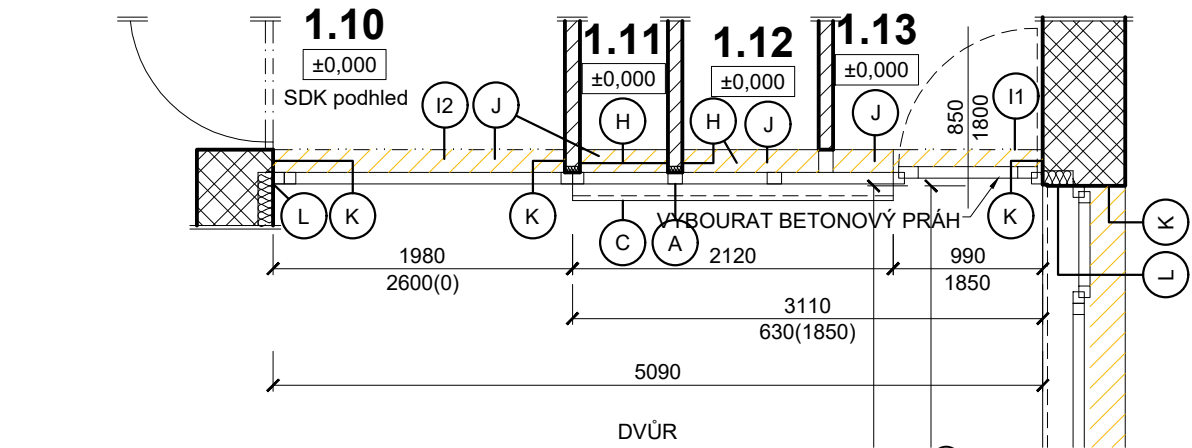 1.10
±0,000
SDK podhled
1.11
±0,000
1.12
±0,000
1.13
±0,000
850
1800
I2
J
H
H
J
J
I1
L
K
K
C
A
K
K
L
VYBOURAT BETONOVÝ PRÁH
1980
2600(0)
2120
990
1850
3110
630(1850)
5090
DVŮR